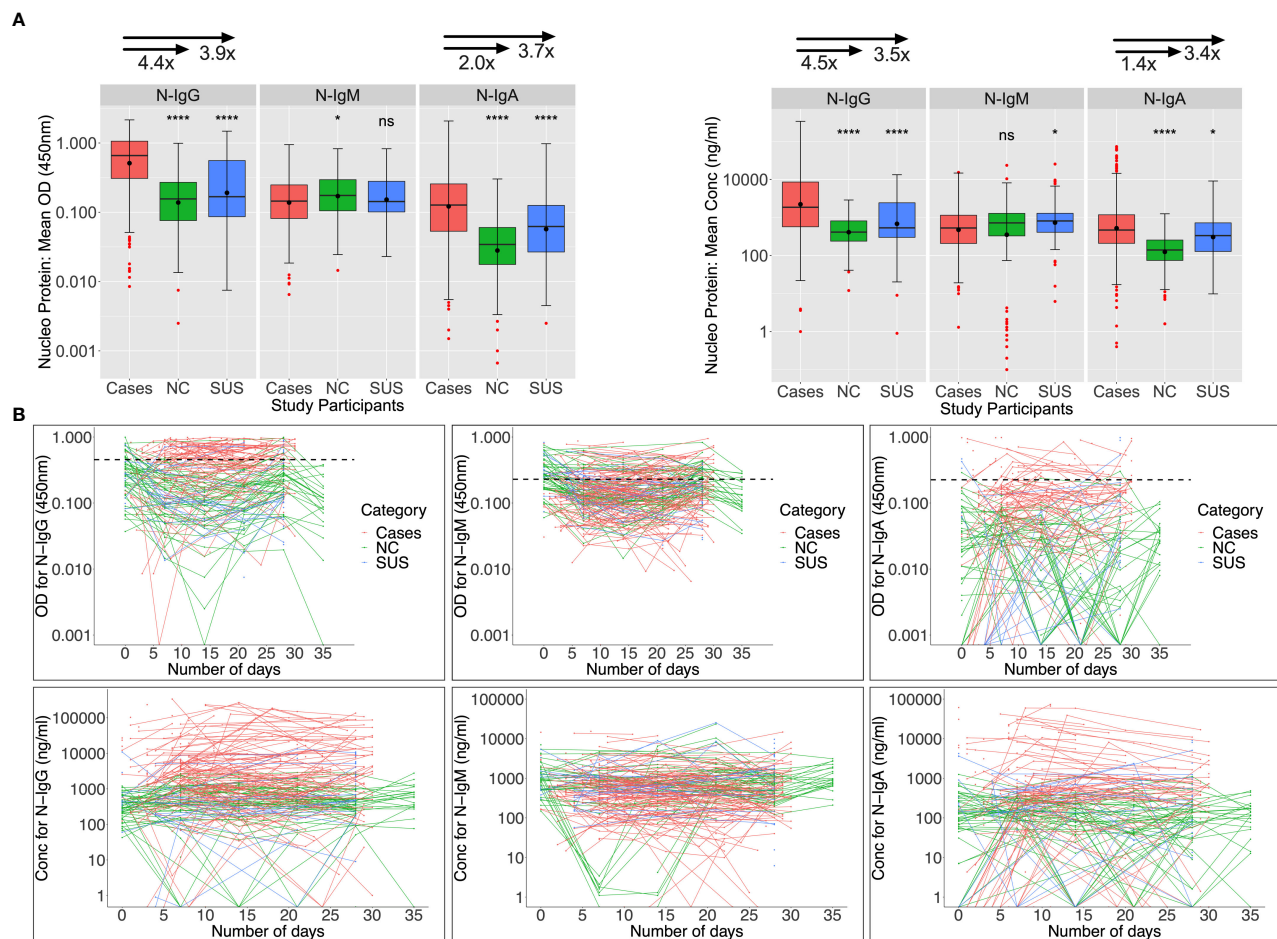 A
4.4x 3.9x
2.0x 3.7x
4.5x 3.5x
1.4x 3.4x
N-IgG N-IgM N-IgA
**** **** * ns **** ****
1.000
0.100
0.010
0.001
Nucleo Protein: Mean OD (450nm)
Cases NC SUS Cases NC SUS Cases NC SUS
Study Participants
N-IgG N-IgM N-IgA
**** **** ns * **** *
10000
100
1
Nucleo Protein: Mean Conc (ng/ml)
Cases NC SUS Cases NC SUS Cases NC SUS
Study Participants
B
OD for N-IgG (450nm)
1.000
0.100
0.010
0.001
0 5 10 15 20 25 30 35
Number of days
Category
Cases
NC
SUS
OD for N-IgM (450nm)
1.000
0.100
0.010
0.001
0 5 10 15 20 25 30 35
Number of days
Category
Cases
NC
SUS
OD for N-IgA (450nm)
1.000
0.100
0.010
0.001
0 5 10 15 20 25 30 35
Number of days
Category
Cases
NC
SUS
Conc for N-IgG (ng/ml)
100000
10000
1000
100
10
1
0 5 10 15 20 25 30 35
Number of days
Conc for N-IgM (ng/ml)
100000
10000
1000
100
10
1
0 5 10 15 20 25 30 35
Number of days
Conc for N-IgA (ng/ml)
100000
10000
1000
100
10
1
0 5 10 15 20 25 30 35
Number of days